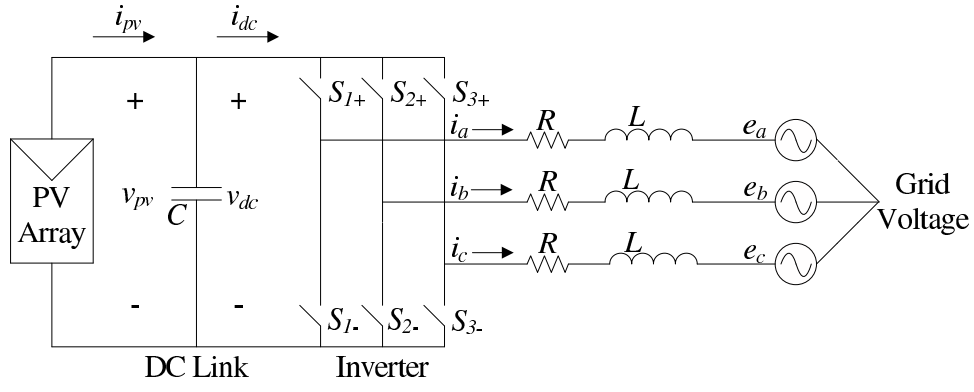 i_pv
i_dc
+
+
S_1+
S_2+
S_3+
i_a
R
L
e_a
PV
Array
v_pv
C
v_dc
i_b
R
L
e_b
Grid
Voltage
i_c
R
L
e_c
-
-
S_1-
S_2-
S_3-
DC Link
Inverter